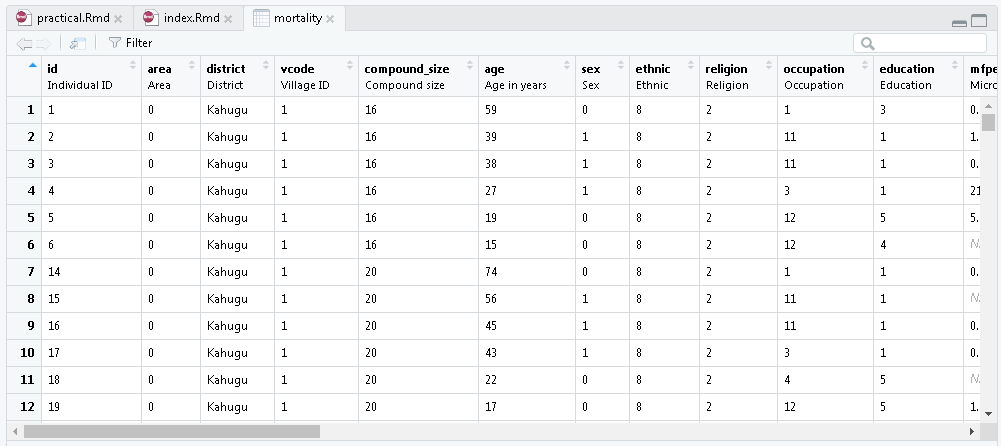 practical.Rmd index.Rmd mortality
Filter
id area district vcode compound_size age sex ethnic religion occupation education mfpe
Individual ID Area District Village ID Compound size Age in years Sex Ethnic Religion Occupation Education Micro
1 1 0 Kahugu 1 16 59 0 8 2 1 3 0.
2 2 0 Kahugu 1 16 39 1 8 2 11 1 1.
3 3 0 Kahugu 1 16 38 1 8 2 11 1 0.
4 4 0 Kahugu 1 16 27 1 8 2 3 1 21
5 5 0 Kahugu 1 16 19 0 8 2 12 5 5.
6 6 0 Kahugu 1 16 15 0 8 2 12 4
7 14 0 Kahugu 1 20 74 0 8 2 1 1 0.
8 15 0 Kahugu 1 20 56 1 8 2 11 1
9 16 0 Kahugu 1 20 45 1 8 2 11 1 0.
10 17 0 Kahugu 1 20 43 1 8 2 3 1 0.
11 18 0 Kahugu 1 20 22 0 8 2 4 5
12 19 0 Kahugu 1 20 17 0 8 2 12 5 1.